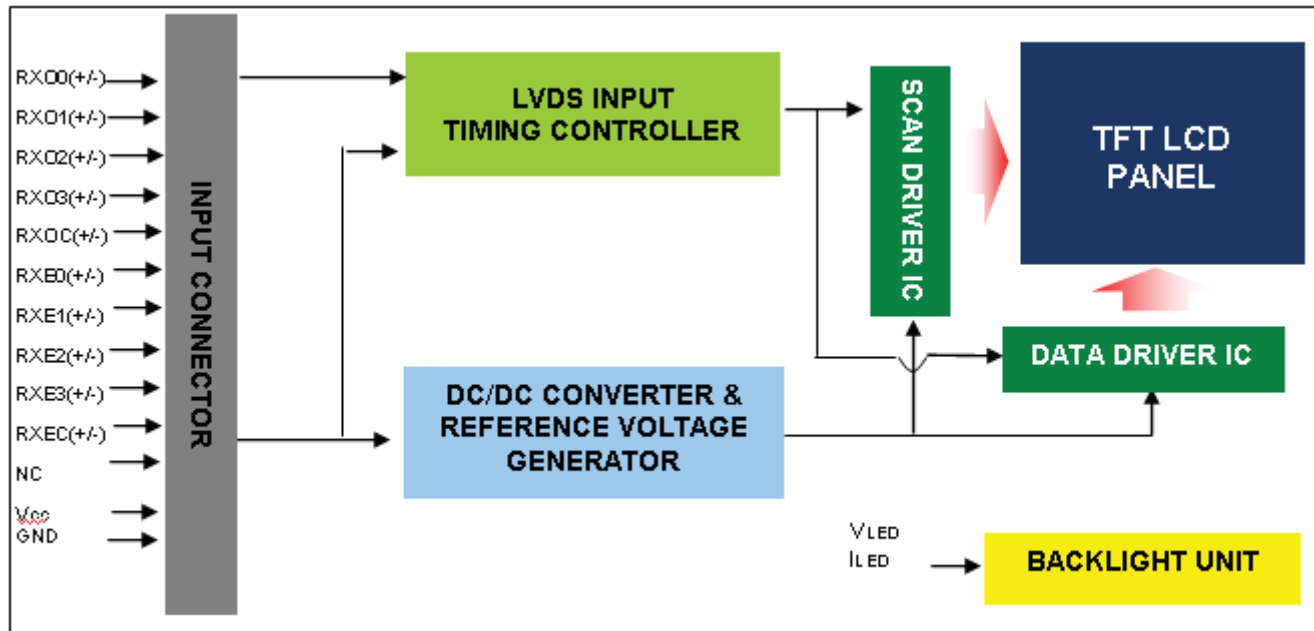 RXO0(+/-)
RXO1(+/-)
RXO2(+/-)
RXO3(+/-)
RXOC(+/-)
RXE0(+/-)
RXE1(+/-)
RXE2(+/-)
RXE3(+/-)
RXEC(+/-)
NC
Vcc
GND
INPUT CONNECTOR
LVDS INPUT
TIMING CONTROLLER
DC/DC CONVERTER &
REFERENCE VOLTAGE
GENERATOR
SCAN DRIVER IC
TFT LCD
PANEL
DATA DRIVER IC
VLED
ILED
BACKLIGHT UNIT